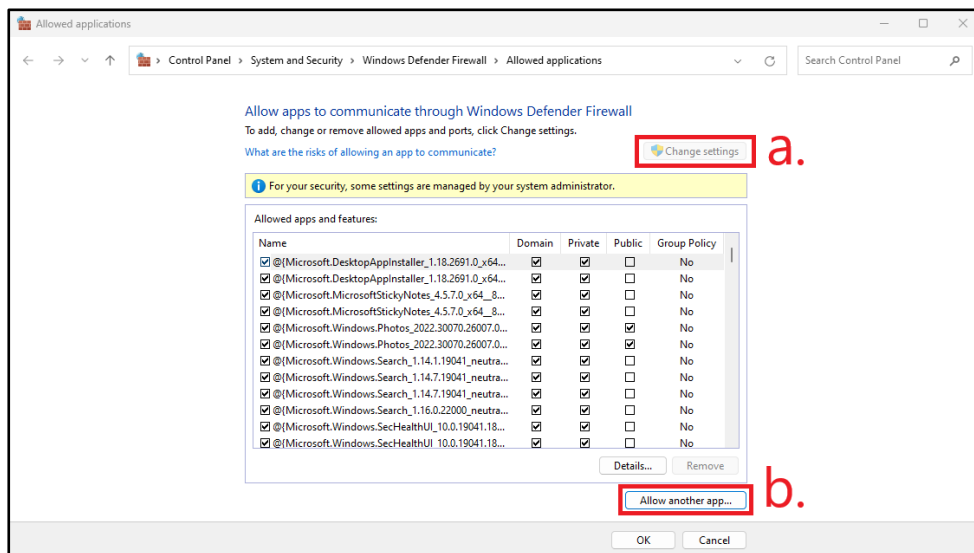 Allowed applications
Control Panel > System and Security > Windows Defender Firewall > Allowed applications
Search Control Panel
Allow apps to communicate through Windows Defender Firewall
To add, change or remove allowed apps and ports, click Change settings.
What are the risks of allowing an app to communicate?
Change settings
a.
For your security, some settings are managed by your system administrator.
Allowed apps and features:
Name Domain Private Public Group Policy
@{Microsoft.DesktopAppInstaller_1.18.2691.0_x64... No
@{Microsoft.DesktopAppInstaller_1.18.2691.0_x64... No
@{Microsoft.MicrosoftStickyNotes_4.5.7.0_x64__8... No
@{Microsoft.MicrosoftStickyNotes_4.5.7.0_x64__8... No
@{Microsoft.Windows.Photos_2022.30070.26007.0... No
@{Microsoft.Windows.Photos_2022.30070.26007.0... No
@{Microsoft.Windows.Search_1.14.1.19041_neutra... No
@{Microsoft.Windows.Search_1.14.7.19041_neutra... No
@{Microsoft.Windows.Search_1.14.7.19041_neutra... No
@{Microsoft.Windows.Search_1.16.0.22000_neutra... No
@{Microsoft.Windows.SecHealthUI_10.0.19041.18... No
@{Microsoft.Windows.SecHealthUI_10.0.19041.18... No
Details... Remove
Allow another app...
b.
OK Cancel